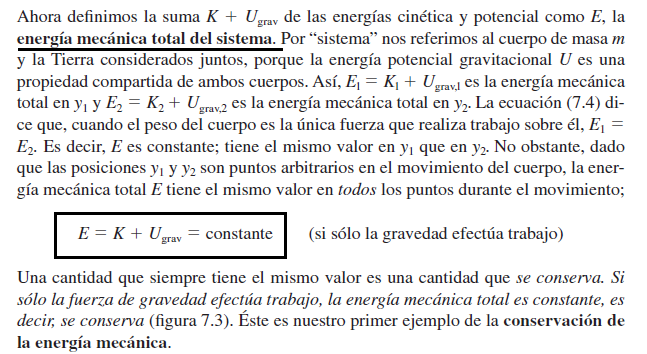 Ahora definimos la suma K + Ugrav de las energías cinética y potencial como E, la
energía mecánica total del sistema. Por “sistema” nos referimos al cuerpo de masa m
y la Tierra considerados juntos, porque la energía potencial gravitacional U es una
propiedad compartida de ambos cuerpos. Así, E₁ = K₁ + Ugrav,1 es la energía mecánica
total en y₁ y E₂ = K₂ + Ugrav,2 es la energía mecánica total en y₂. La ecuación (7.4) di-
ce que, cuando el peso del cuerpo es la única fuerza que realiza trabajo sobre él, E₁ =
E₂. Es decir, E es constante; tiene el mismo valor en y₁ que en y₂. No obstante, dado
que las posiciones y₁ y y₂ son puntos arbitrarios en el movimiento del cuerpo, la ener-
gía mecánica total E tiene el mismo valor en todos los puntos durante el movimiento;
E = K + Ugrav = constante (si sólo la gravedad efectúa trabajo)
Una cantidad que siempre tiene el mismo valor es una cantidad que se conserva. Si
sólo la fuerza de gravedad efectúa trabajo, la energía mecánica total es constante, es
decir, se conserva (figura 7.3). Éste es nuestro primer ejemplo de la conservación de
la energía mecánica.